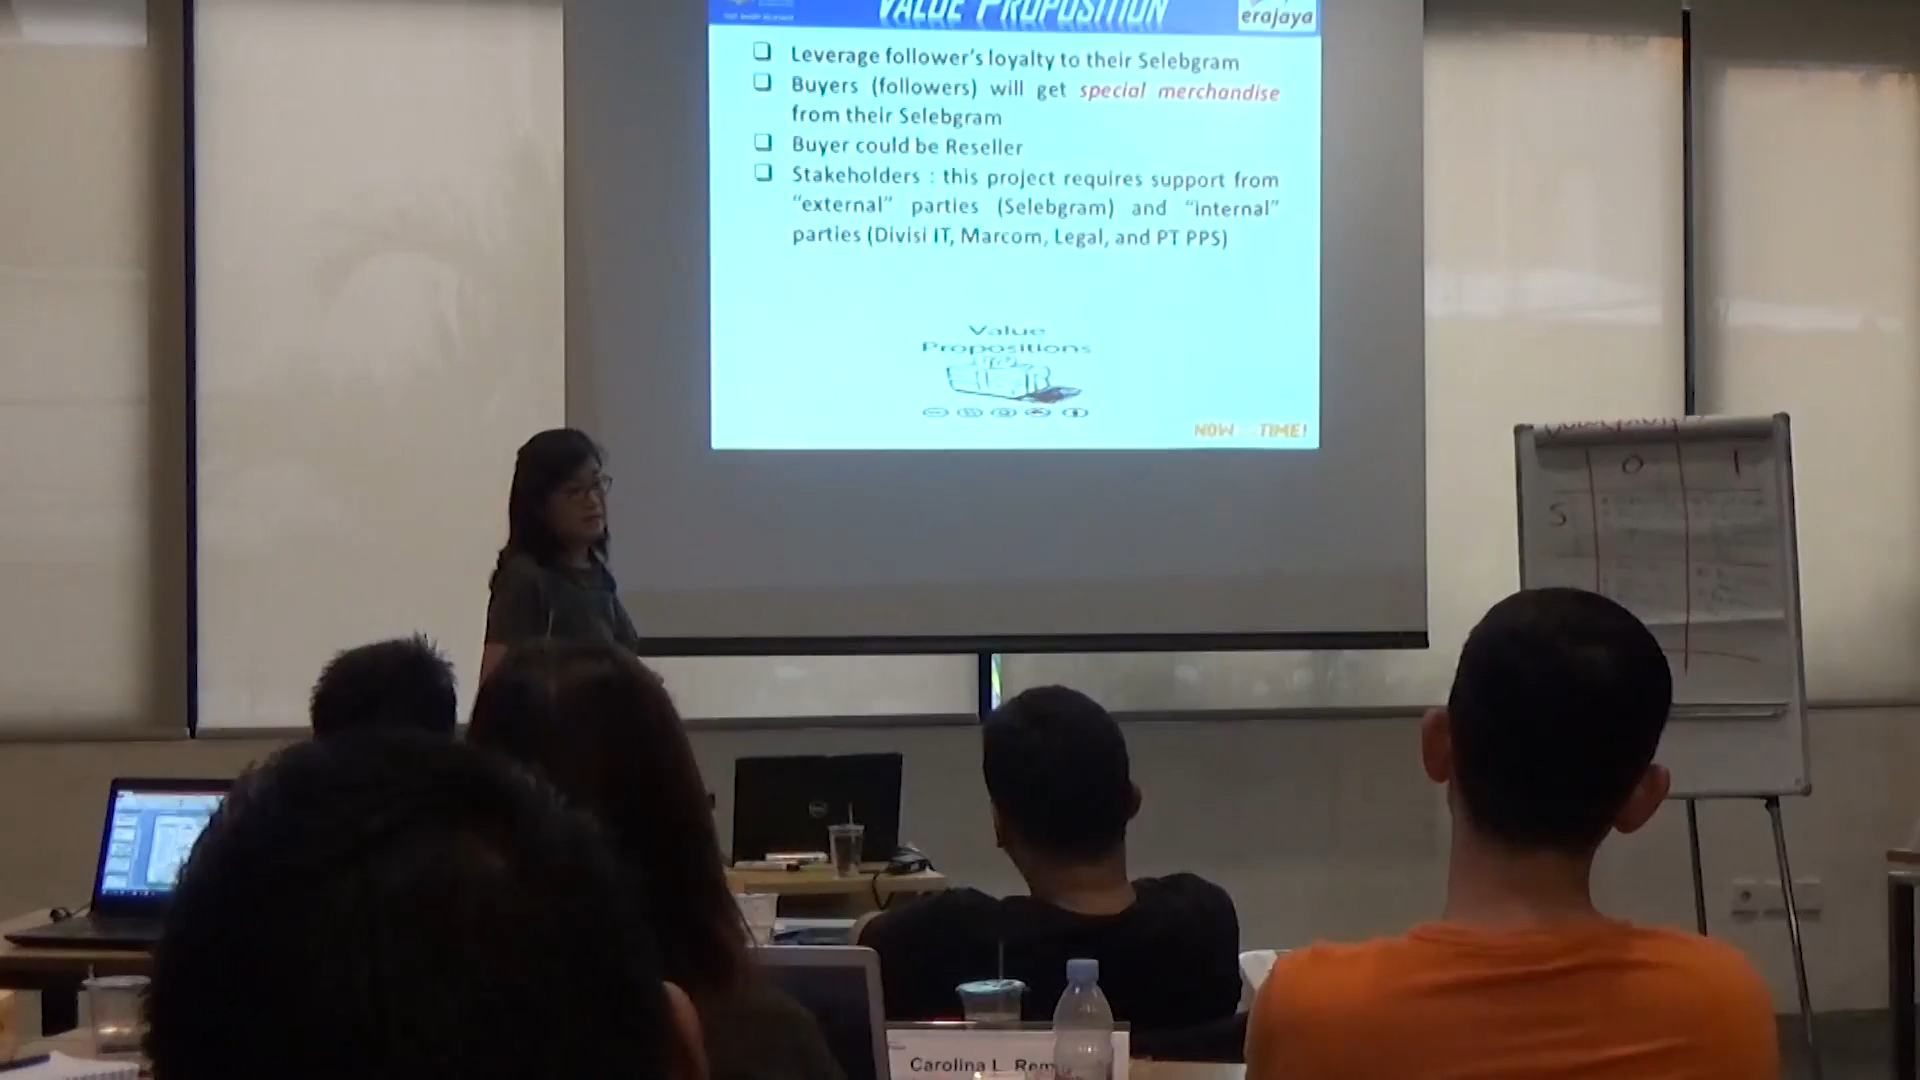 VALUE PROPOSITION
erajaya
❑ Leverage follower's loyalty to their Selebgram
❑ Buyers (followers) will get special merchandise
from their Selebgram
❑ Buyer could be Reseller
❑ Stakeholders : this project requires support from
"external" parties (Selebgram) and "internal"
parties (Divisi IT, Marcom, Legal, and PT PPS)
Value
Propositions
NOW TIME!
O I
S
DELL
Carolina L.